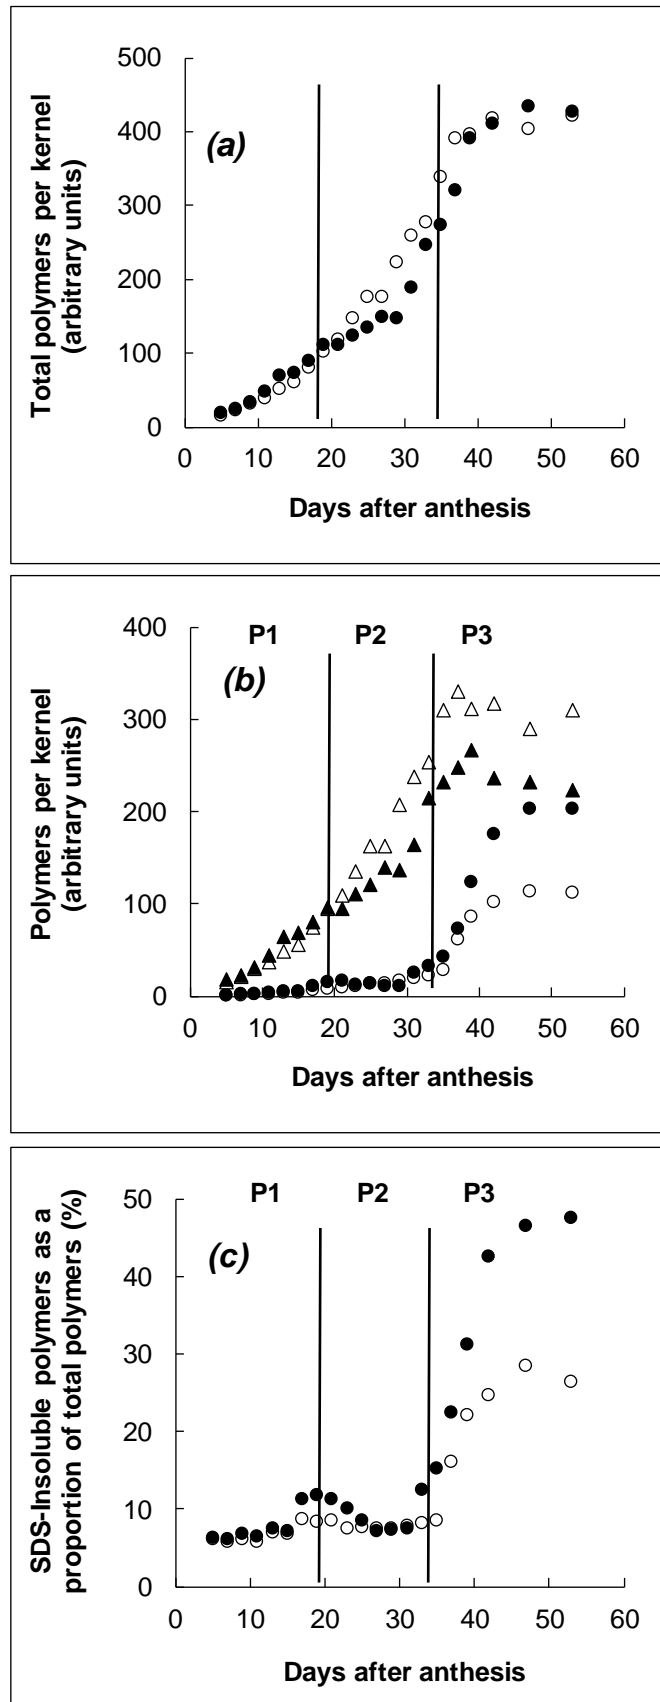 500
400
300
200
100
0
(a)
Total polymers per kernel
(arbitrary units)
0 10 20 30 40 50 60
Days after anthesis
400
300
200
100
0
P1 P2 P3
(b)
Polymers per kernel
(arbitrary units)
0 10 20 30 40 50 60
Days after anthesis
50
40
30
20
10
0
P1 P2 P3
(c)
SDS-Insoluble polymers as a
proportion of total polymers (%)
0 10 20 30 40 50 60
Days after anthesis